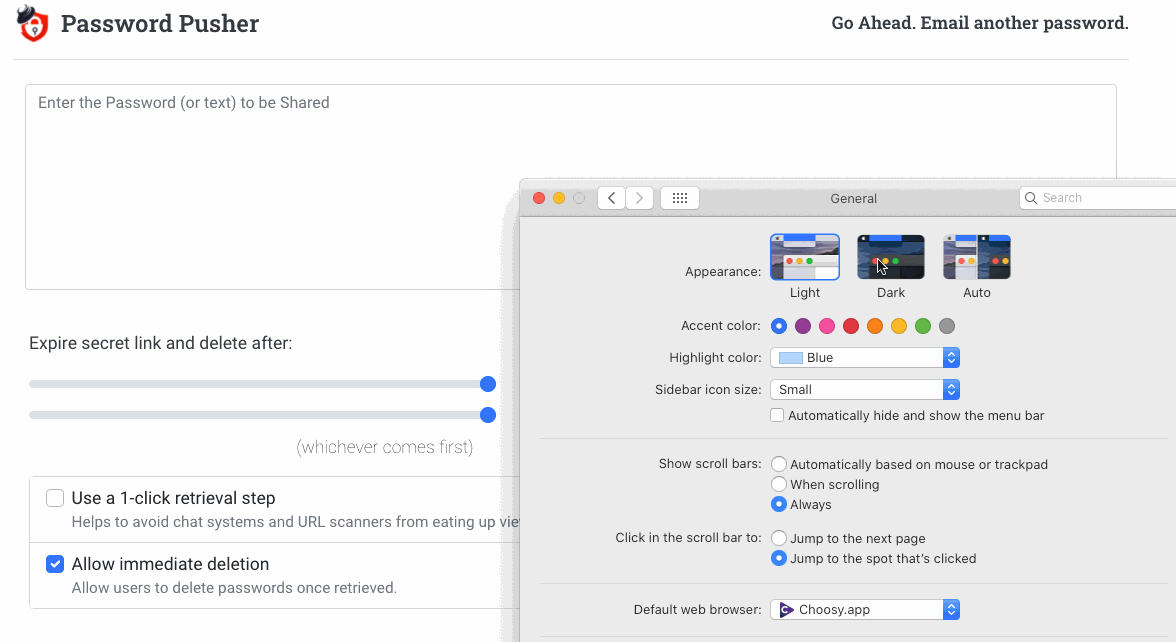 Password Pusher
Go Ahead. Email another password.
Enter the Password (or text) to be Shared
Expire secret link and delete after:
(whichever comes first)
Use a 1-click retrieval step
Helps to avoid chat systems and URL scanners from eating up vie
Allow immediate deletion
Allow users to delete passwords once retrieved.
General
Search
Appearance:
Light Dark Auto
Accent color:
Highlight color: Blue
Sidebar icon size: Small
Automatically hide and show the menu bar
Show scroll bars: Automatically based on mouse or trackpad
When scrolling
Always
Click in the scroll bar to: Jump to the next page
Jump to the spot that's clicked
Default web browser: Choosy.app